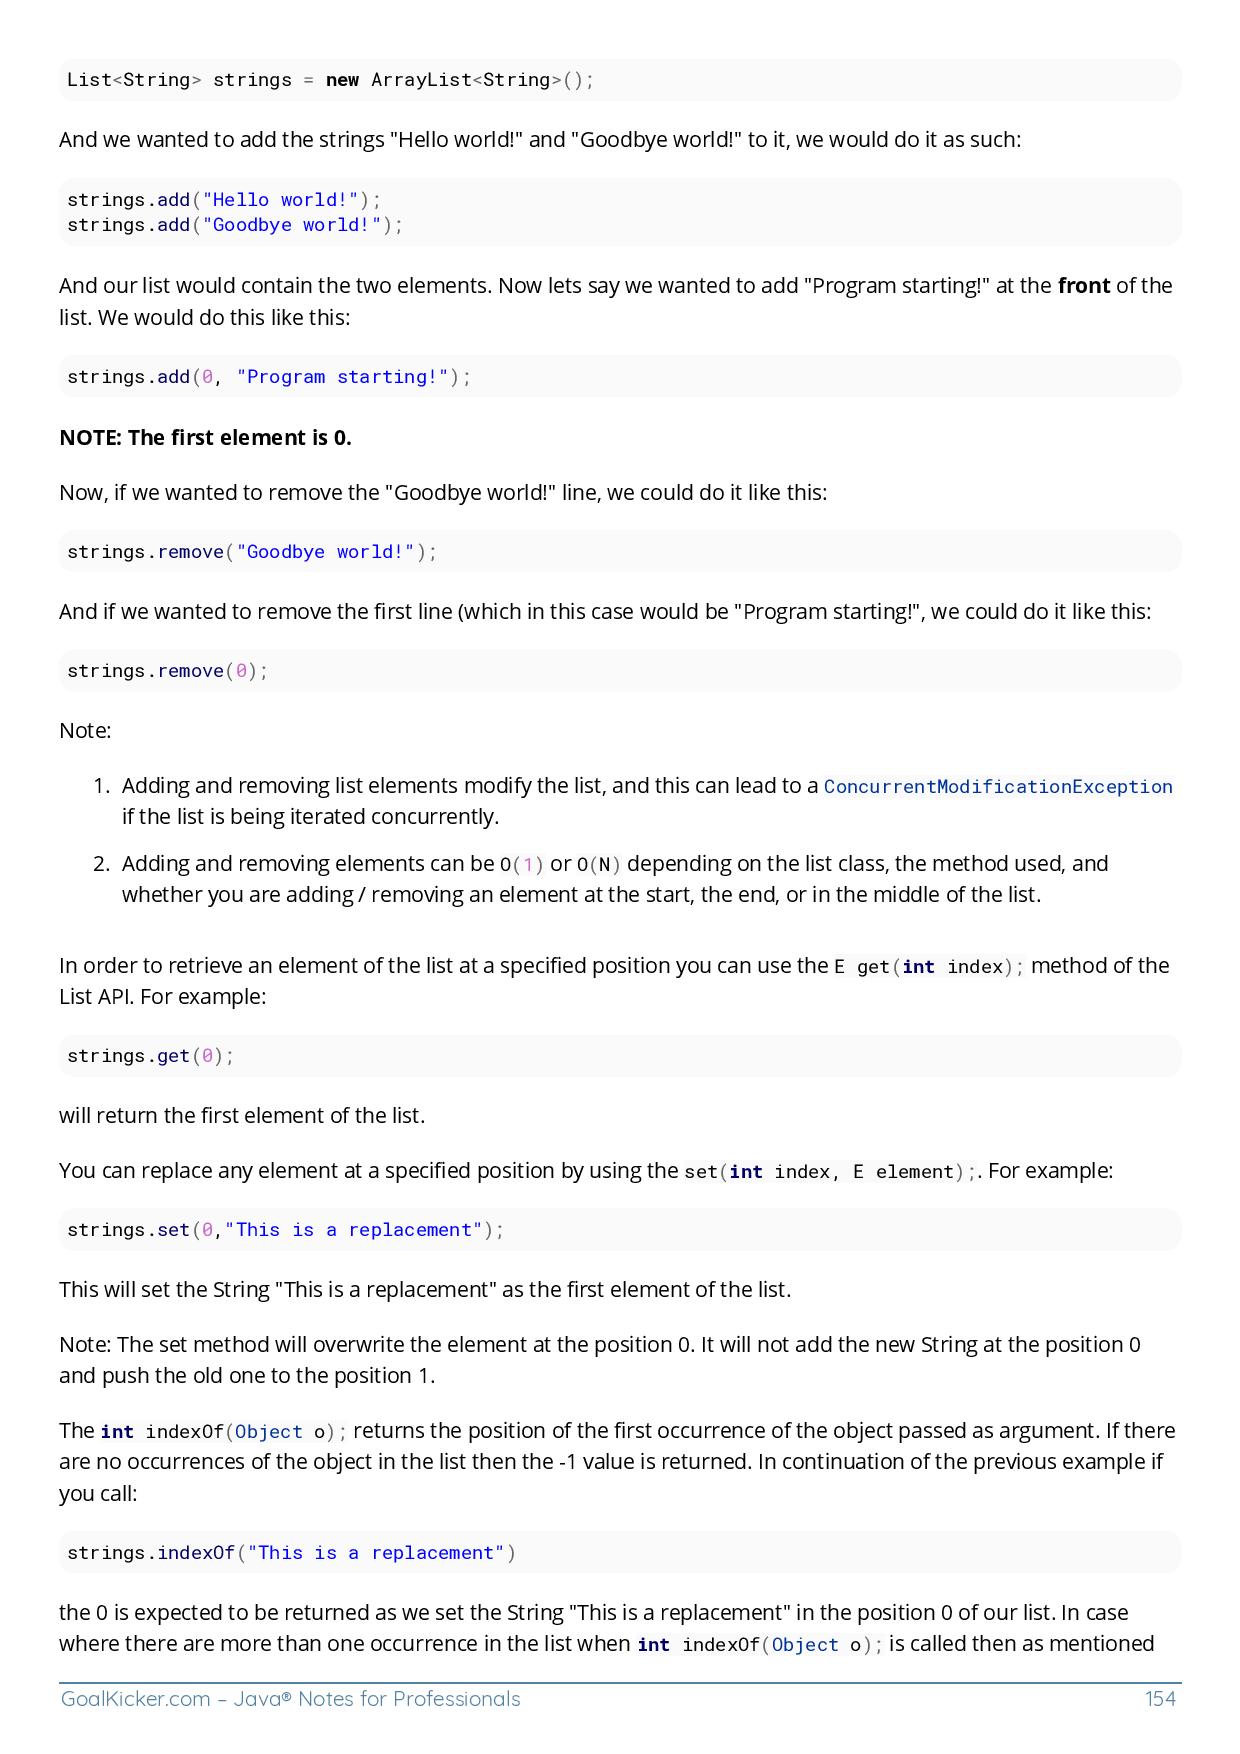 List<String> strings = new ArrayList<String>();
And we wanted to add the strings "Hello world!" and "Goodbye world!" to it, we would do it as such:
strings.add("Hello world!");
strings.add("Goodbye world!");
And our list would contain the two elements. Now lets say we wanted to add "Program starting!" at the front of the
list. We would do this like this:
strings.add(0, "Program starting!");
NOTE: The first element is 0.
Now, if we wanted to remove the "Goodbye world!" line, we could do it like this:
strings.remove("Goodbye world!");
And if we wanted to remove the first line (which in this case would be "Program starting!", we could do it like this:
strings.remove(0);
Note:
1. Adding and removing list elements modify the list, and this can lead to a ConcurrentModificationException
if the list is being iterated concurrently.
2. Adding and removing elements can be O(1) or O(N) depending on the list class, the method used, and
whether you are adding / removing an element at the start, the end, or in the middle of the list.
In order to retrieve an element of the list at a specified position you can use the E get(int index); method of the
List API. For example:
strings.get(0);
will return the first element of the list.
You can replace any element at a specified position by using the set(int index, E element);. For example:
strings.set(0,"This is a replacement");
This will set the String "This is a replacement" as the first element of the list.
Note: The set method will overwrite the element at the position 0. It will not add the new String at the position 0
and push the old one to the position 1.
The int indexOf(Object o); returns the position of the first occurrence of the object passed as argument. If there
are no occurrences of the object in the list then the -1 value is returned. In continuation of the previous example if
you call:
strings.indexOf("This is a replacement")
the 0 is expected to be returned as we set the String "This is a replacement" in the position 0 of our list. In case
where there are more than one occurrence in the list when int indexOf(Object o); is called then as mentioned
GoalKicker.com – Java® Notes for Professionals 154